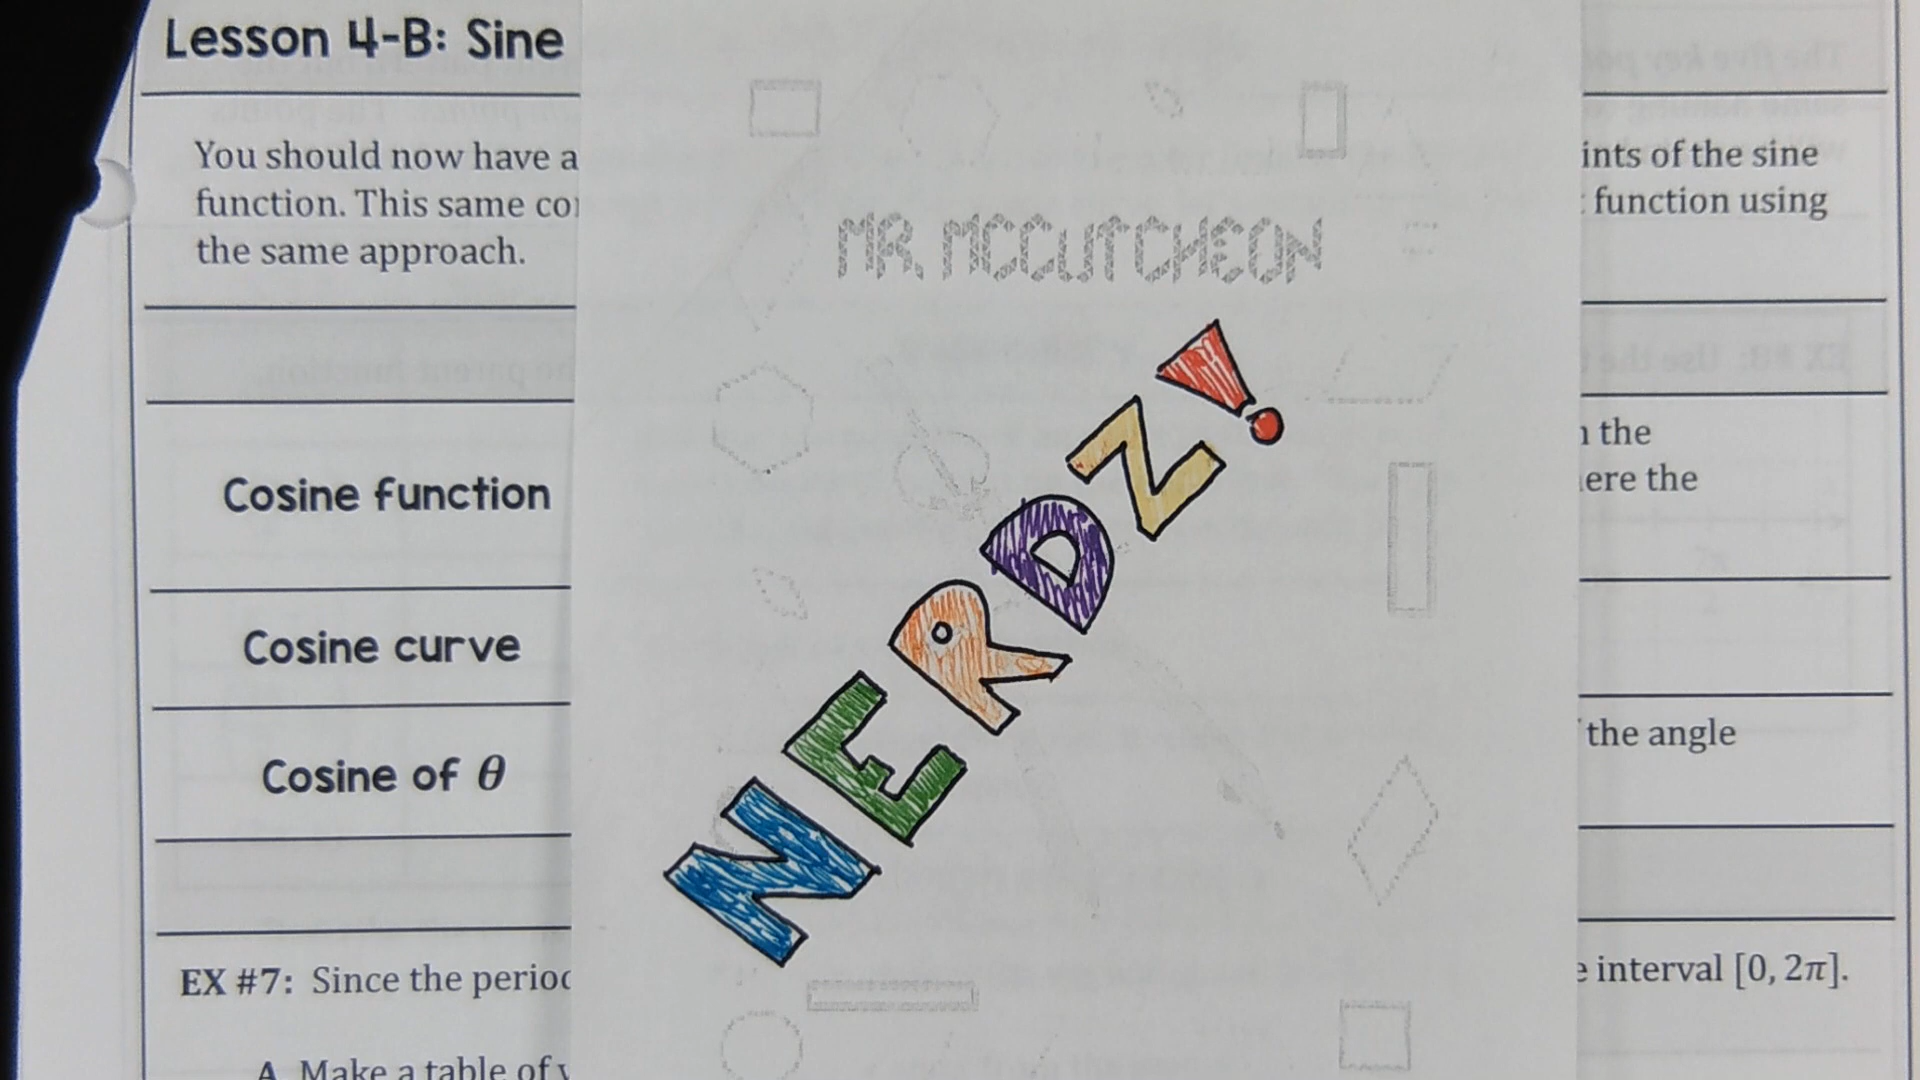 Lesson 4-B: Sine
You should now have a
ints of the sine
function. This same
function using
the same approach.
the
Cosine function
ere the
Cosine curve
the angle
Cosine of θ
EX #7: Since the
interval [0, 2π].
A. Make a table of
MR. MCCUTCHEON
NERDZ!